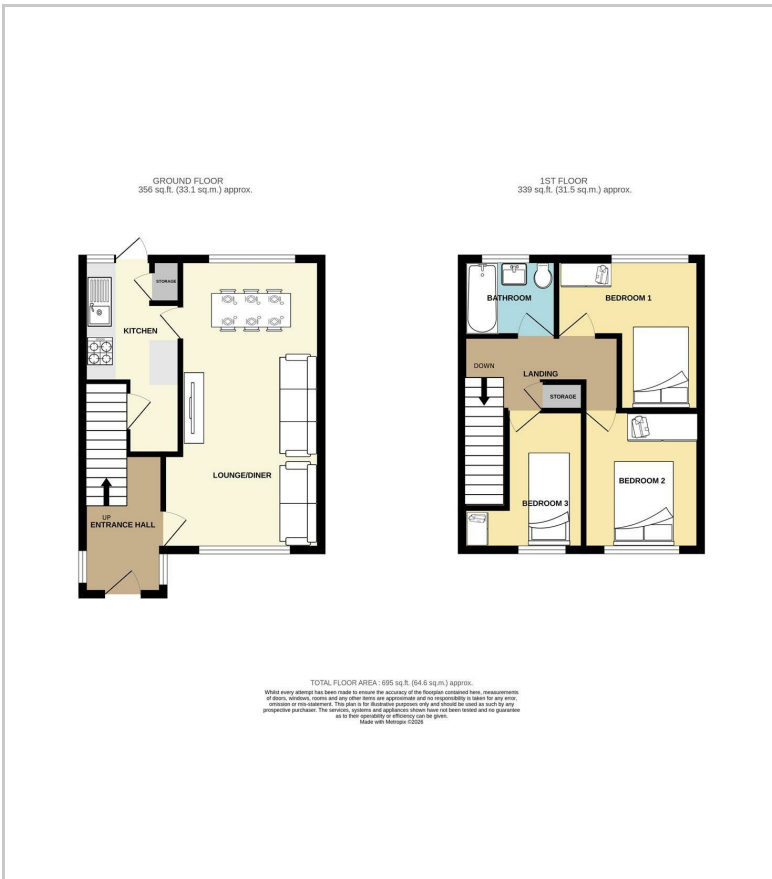 GROUND FLOOR
356 sq.ft. (33.1 sq.m.) approx.
1ST FLOOR
339 sq.ft. (31.5 sq.m.) approx.
STORAGE
KITCHEN
LOUNGE/DINER
UP
ENTRANCE HALL
BATHROOM
BEDROOM 1
DOWN
LANDING
STORAGE
BEDROOM 2
BEDROOM 3
TOTAL FLOOR AREA : 695 sq.ft. (64.6 sq.m.) approx.
Whilst every attempt has been made to ensure the accuracy of the floorplan contained here, measurements
of doors, windows, rooms and any other items are approximate and no responsibility is taken for any error,
omission or mis-statement. This plan is for illustrative purposes only and should be used as such by any
prospective purchaser. The services, systems and appliances shown have not been tested and no guarantee
as to their operability or efficiency can be given.
Made with Metropix ©2026